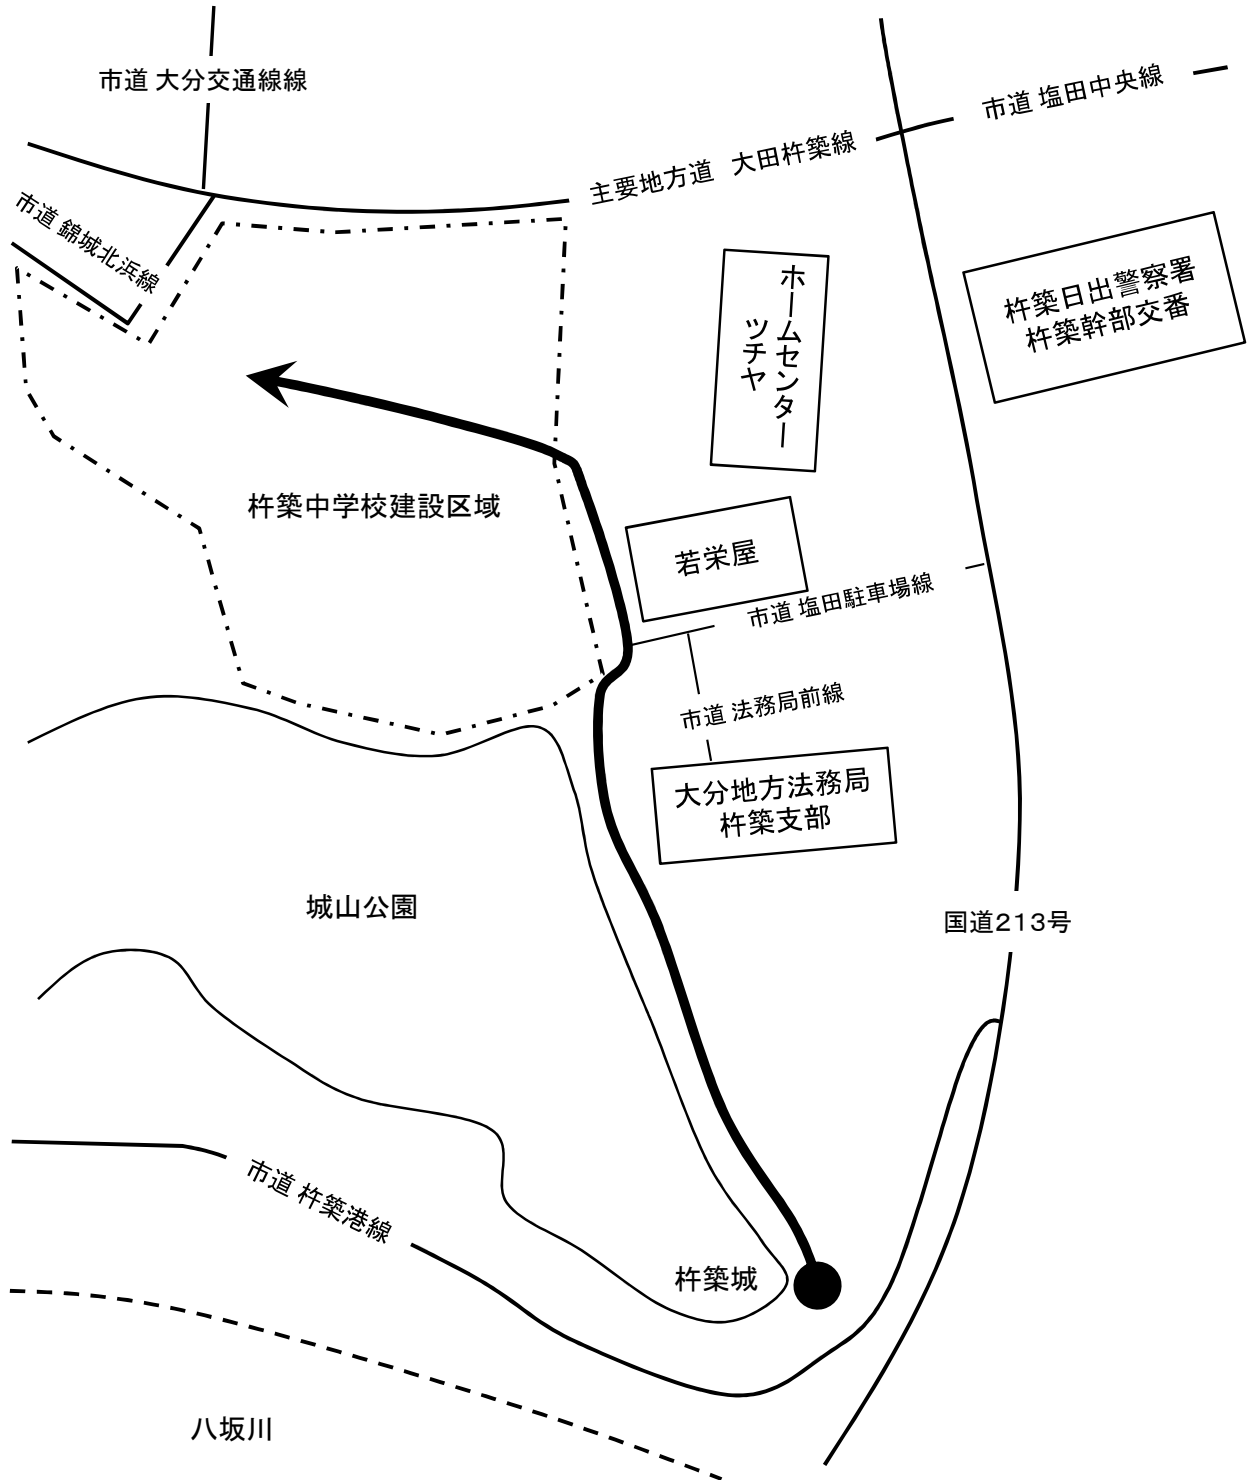 市道 大分交通線線
市道 塩田中央線
主要地方道 大田杵築線
市道 錦城北浜線
ホームセンター
ツチヤ
杵築日出警察署
杵築幹部交番
杵築中学校建設区域
若栄屋
市道 塩田駐車場線
市道 法務局前線
大分地方法務局
杵築支部
城山公園
国道213号
市道 杵築港線
杵築城
八坂川